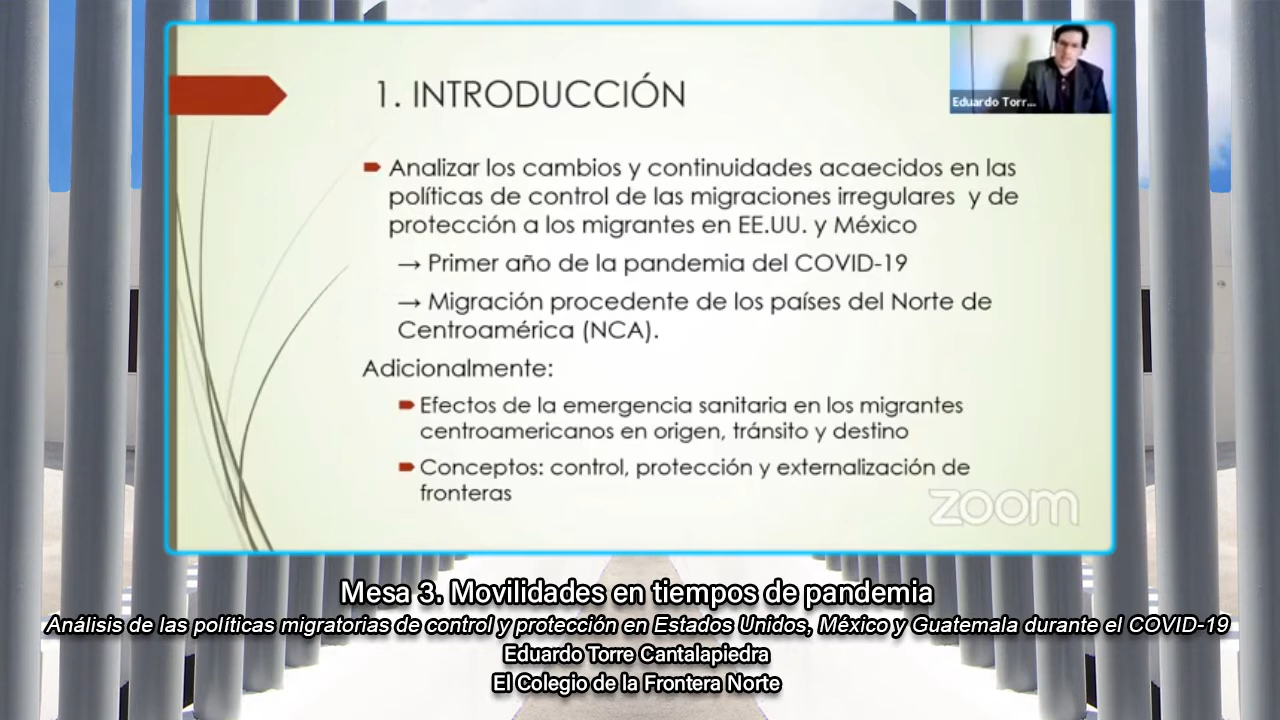 1. INTRODUCCIÓN
Eduardo Torr...
Analizar los cambios y continuidades acaecidos en las
políticas de control de las migraciones irregulares y de
protección a los migrantes en EE.UU. y México
→ Primer año de la pandemia del COVID-19
→ Migración procedente de los países del Norte de
Centroamérica (NCA).
Adicionalmente:
Efectos de la emergencia sanitaria en los migrantes
centroamericanos en origen, tránsito y destino
Conceptos: control, protección y externalización de
fronteras
zoom
Mesa 3. Movilidades en tiempos de pandemia
Análisis de las políticas migratorias de control y protección en Estados Unidos, México y Guatemala durante el COVID-19
Eduardo Torre Cantalapiedra
El Colegio de la Frontera Norte